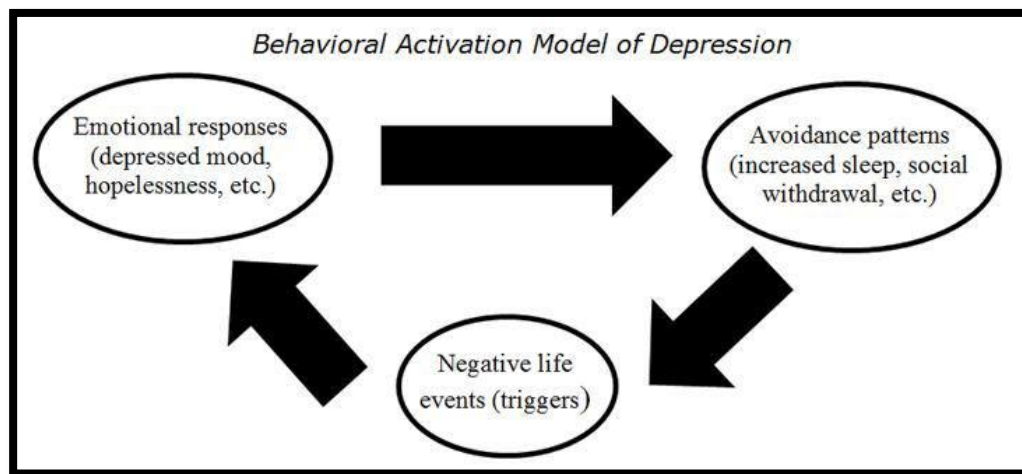 Behavioral Activation Model of Depression
Emotional responses
(depressed mood,
hopelessness, etc.)
Avoidance patterns
(increased sleep, social
withdrawal, etc.)
Negative life
events (triggers)